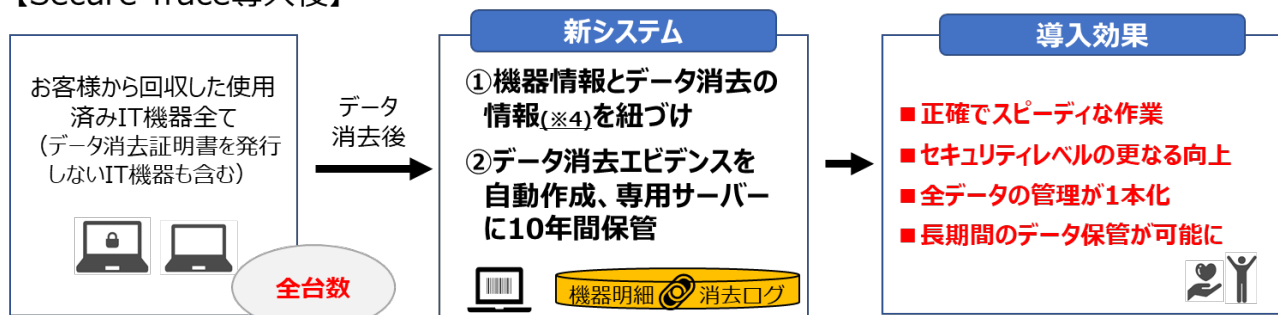 【Secure Trace導入後】
お客様から回収した使用
済みIT機器全て
（データ消去証明書を発行
しないIT機器も含む）
全台数
データ
消去後
新システム
①機器情報とデータ消去の
情報(※4)を紐づけ
②データ消去エビデンスを
自動作成、専用サーバー
に10年間保管
機器明細
消去ログ
導入効果
■正確でスピーディな作業
■セキュリティレベルの更なる向上
■全データの管理が1本化
■長期間のデータ保管が可能に